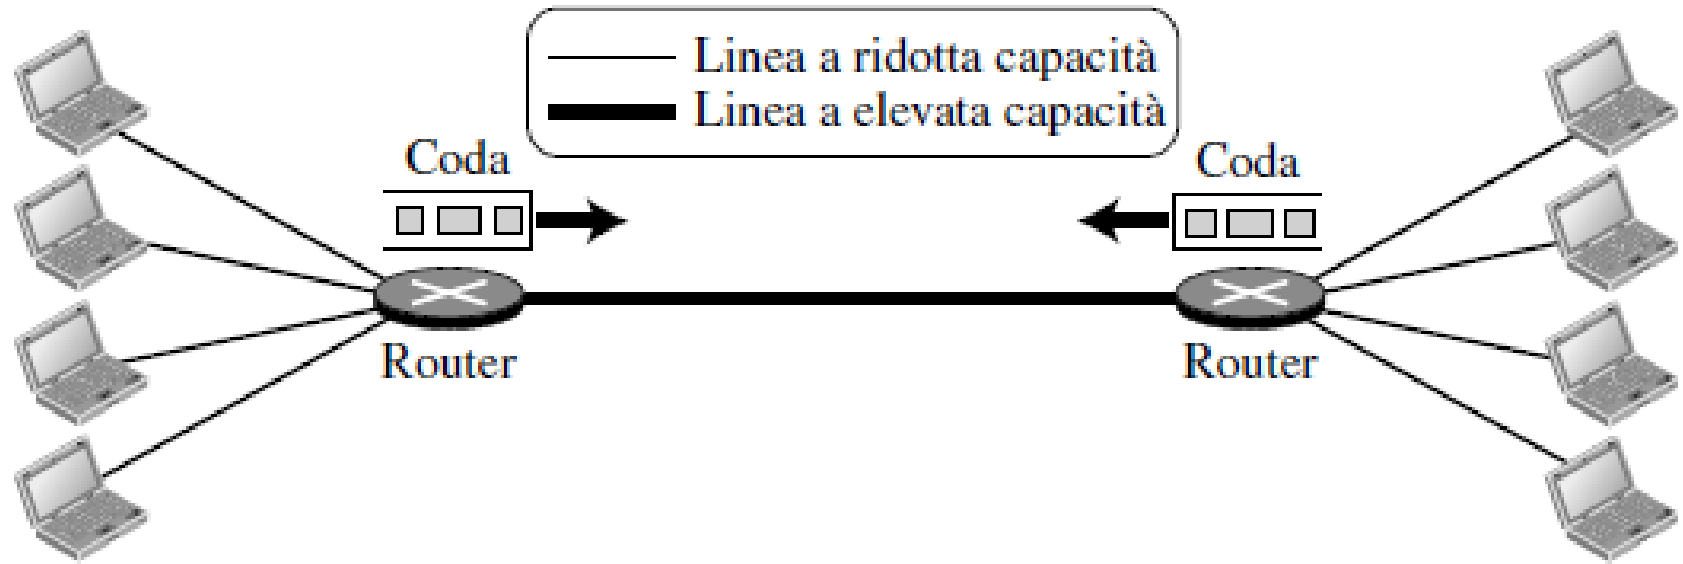 Linea a ridotta capacità
Linea a elevata capacità
Coda
Coda
Router
Router